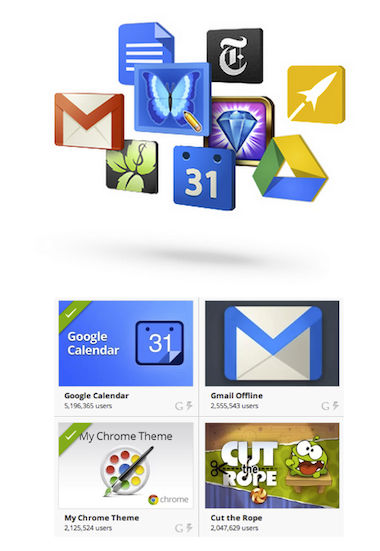 T
31
Google
Calendar
31
Google Calendar
5,196,365 users
G
Gmail Offline
2,555,543 users
G
My Chrome Theme
chrome
My Chrome Theme
2,125,524 users
G
CUT
the
ROPE
Cut the Rope
2,047,629 users